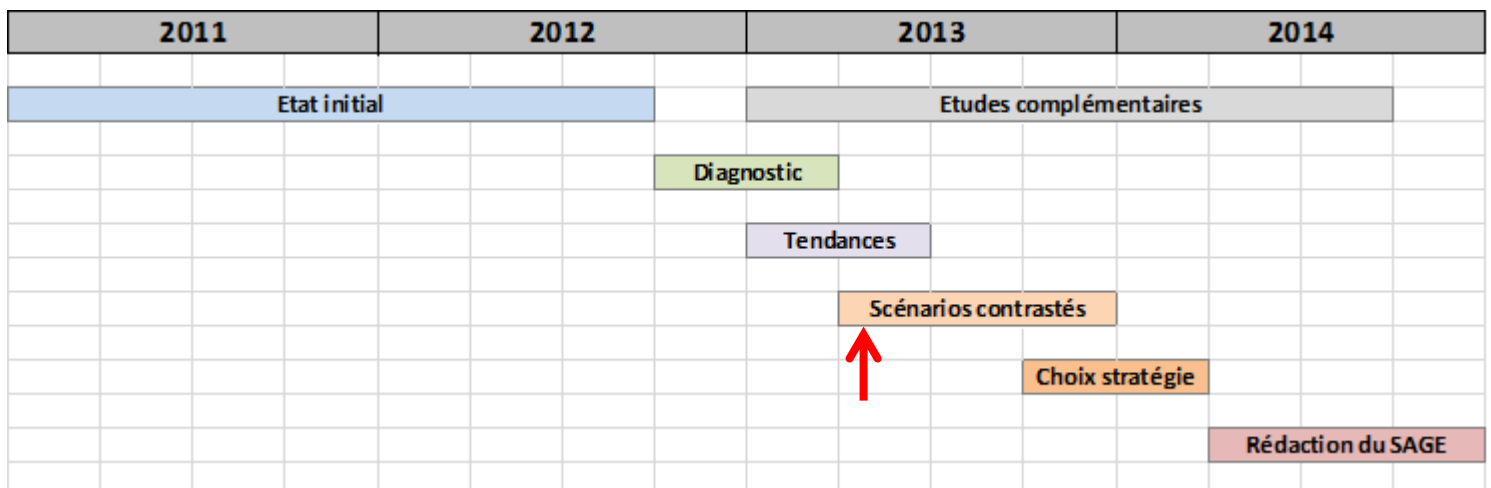 2011 2012 2013 2014
Etat initial Etudes complémentaires
Diagnostic
Tendances
Scénarios contrastés
Choix stratégie
Rédaction du SAGE